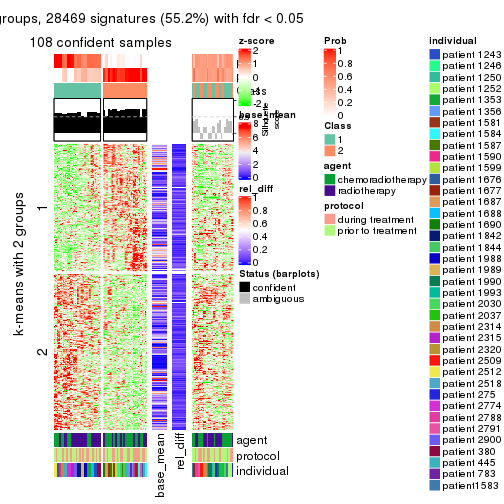 groups, 28469 signatures (55.2%) with fdr < 0.05
108 confident samples
k-means with 2 groups
1
2
z-score
2
1
0
-1
-2
base_mean
8
6
4
2
0
rel_diff
1
0.8
0.6
0.4
0.2
0
Status (barplots)
confident
ambiguous
Silhouette
score
Prob
1
0.8
0.6
0.4
0.2
0
Class
1
2
agent
chemoradiotherapy
radiotherapy
protocol
during treatment
prior to treatment
individual
patient 1243
patient 1246
patient 1250
patient 1252
patient 1353
patient 1356
patient 1581
patient 1584
patient 1587
patient 1590
patient 1599
patient 1676
patient 1677
patient 1687
patient 1688
patient 1690
patient 1842
patient 1844
patient 1988
patient 1989
patient 1990
patient 1993
patient 2030
patient 2037
patient 2314
patient 2315
patient 2320
patient 2509
patient 2512
patient 2518
patient 275
patient 2774
patient 2788
patient 2791
patient 2900
patient 380
patient 445
patient 783
patient1583
agent
protocol
individual
base_mean
rel_diff